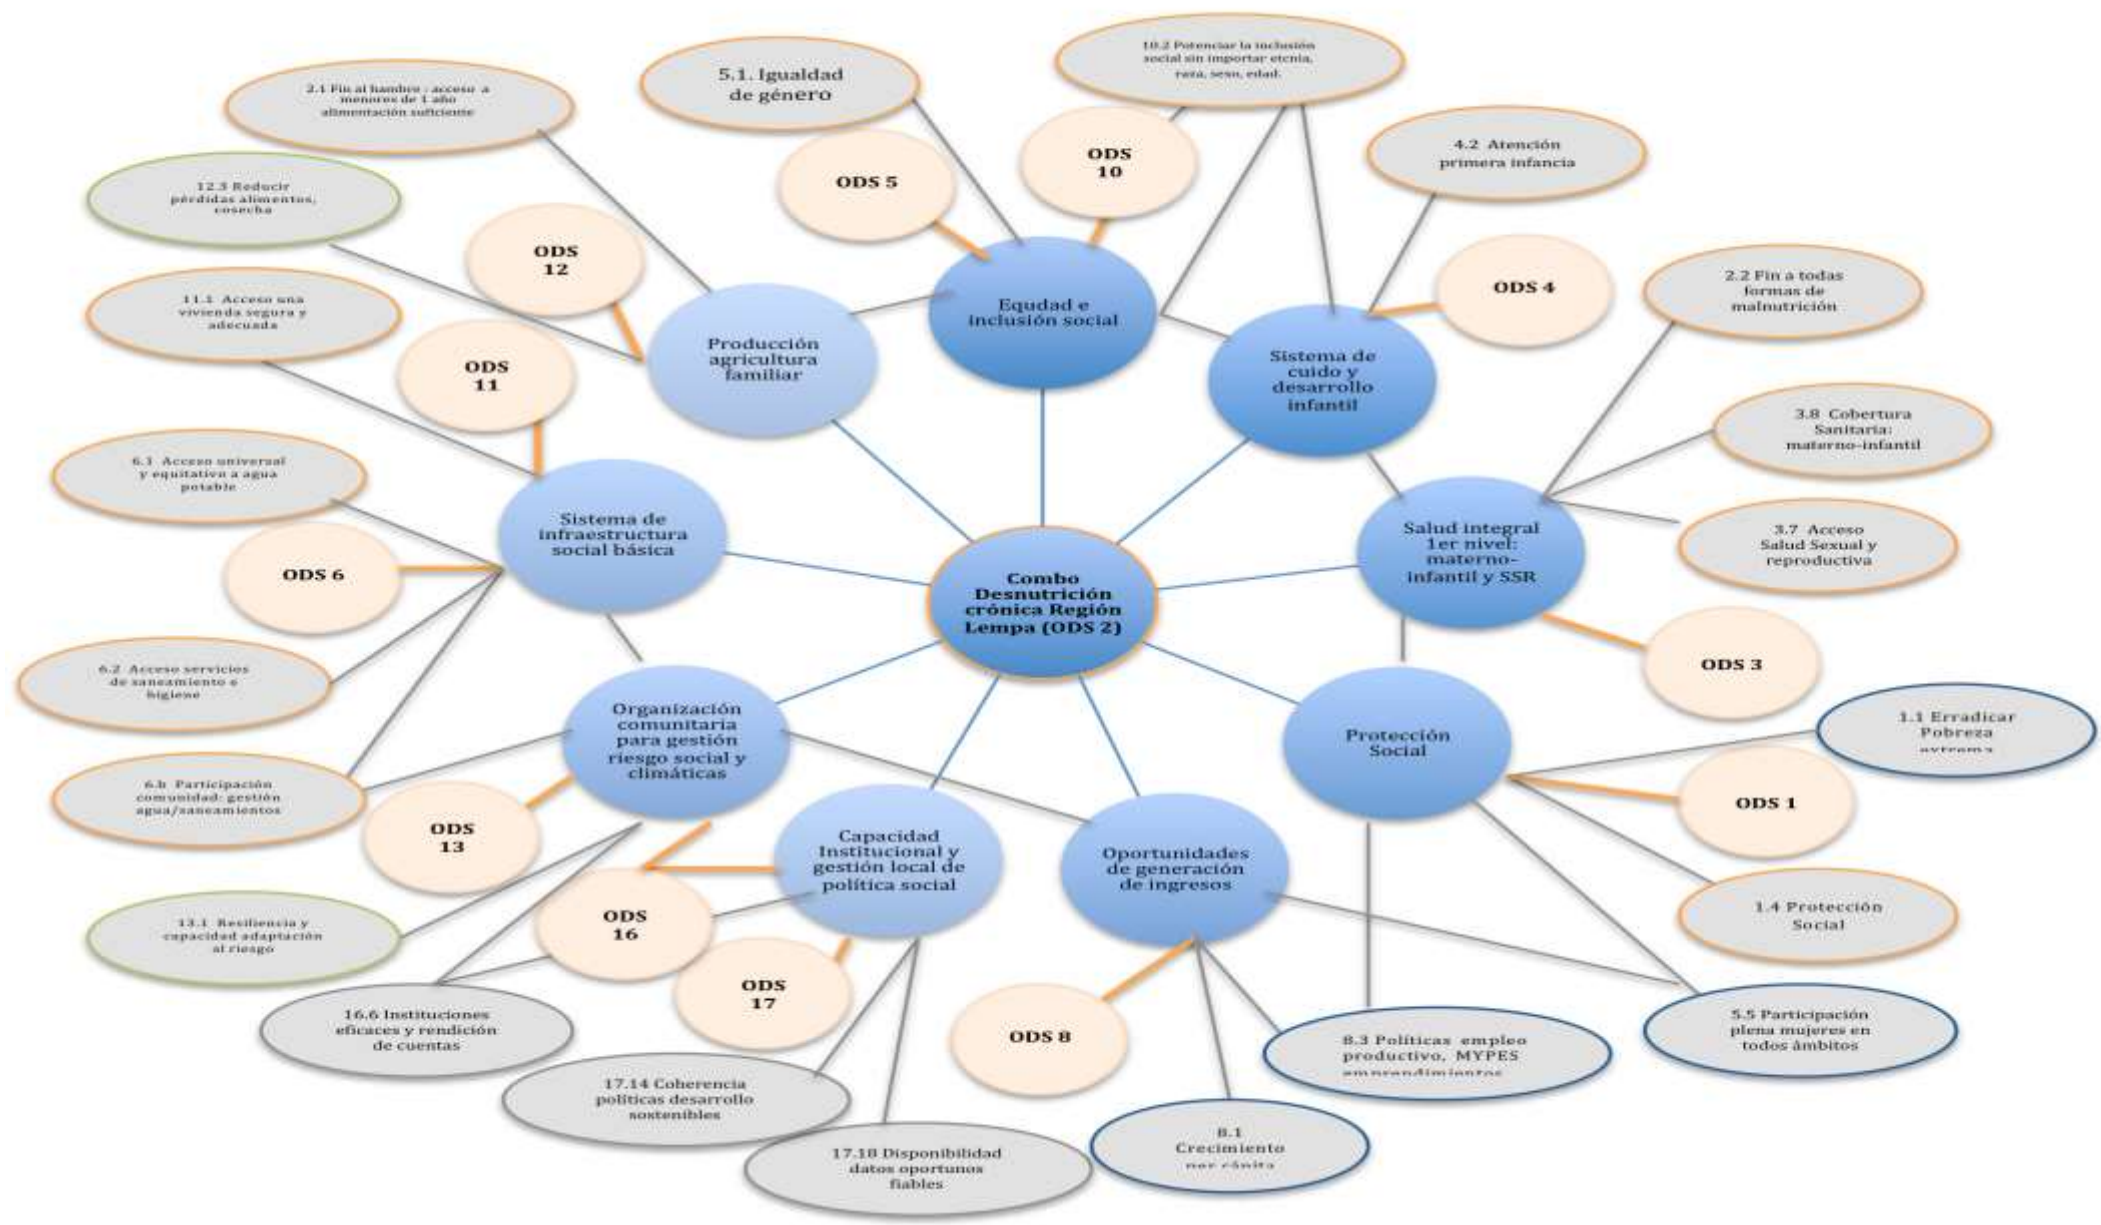 10.2 Potenciar la inclusión
social sin importar etcnia,
raza, sexo, edad.
5.1. Igualdad
de género
2.1 Fin al hambre : acceso a
menores de 1 año
alimentación suficiente
4.2 Atención
primera infancia
ODS
10
ODS 5
12.3 Reducir
pérdidas alimentos,
cosecha
ODS
12
ODS 4
2.2 Fin a todas
formas de
malnutrición
11.1 Acceso una
vivienda segura y
adecuada
Equdad e
inclusión social
Producción
agricultura
familiar
Sistema de
cuido y
desarrollo
infantil
ODS
11
3.8 Cobertura
Sanitaria:
materno-infantil
6.1 Acceso universal
y equitativo a agua
potable
Sistema de
infraestructura
social básica
Salud integral
1er nivel:
materno-
infantil y SSR
3.7 Acceso
Salud Sexual y
reproductiva
ODS 6
Combo
Desnutrición
crónica Región
Lempa (ODS 2)
ODS 3
6.2 Acceso servicios
de saneamiento e
higiene
Organización
comunitaria
para gestión
riesgo social y
climáticas
Protección
Social
1.1 Erradicar
Pobreza
ODS 1
6.b Participación
comunidad: gestión
agua/saneamientos
ODS
13
Capacidad
Institucional y
gestión local de
política social
Oportunidades
de generación
de ingresos
1.4 Protección
Social
13.1 Resiliencia y
capacidad adaptación
al riesgo
ODS
16
ODS
17
16.6 Instituciones
eficaces y rendición
de cuentas
ODS 8
8.3 Políticas empleo
productivo, MYPES
emprendimientos
5.5 Participación
plena mujeres en
todos ámbitos
17.14 Coherencia
políticas desarrollo
sostenibles
8.1
Crecimiento
17.18 Disponibilidad
datos oportunos
fiables